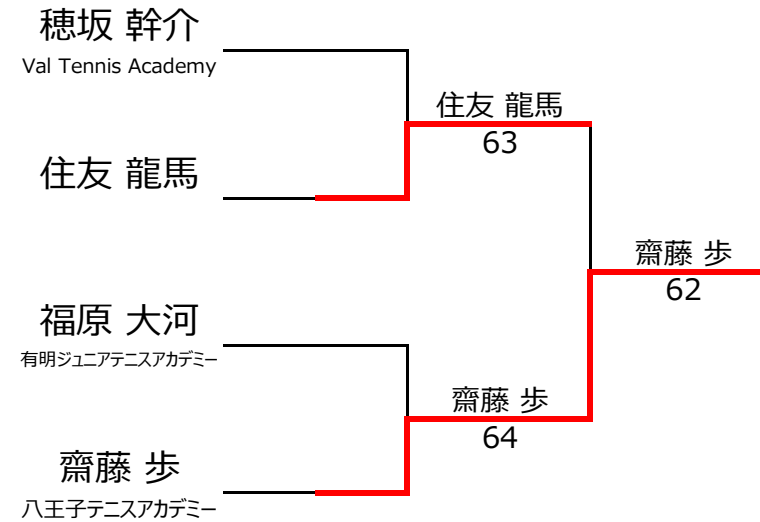 穂坂 幹介
Val Tennis Academy
住友 龍馬
63
住友 龍馬
齋藤 歩
62
福原 大河
有明ジュニアテニスアカデミー
齋藤 歩
64
齋藤 歩
八王子テニスアカデミー